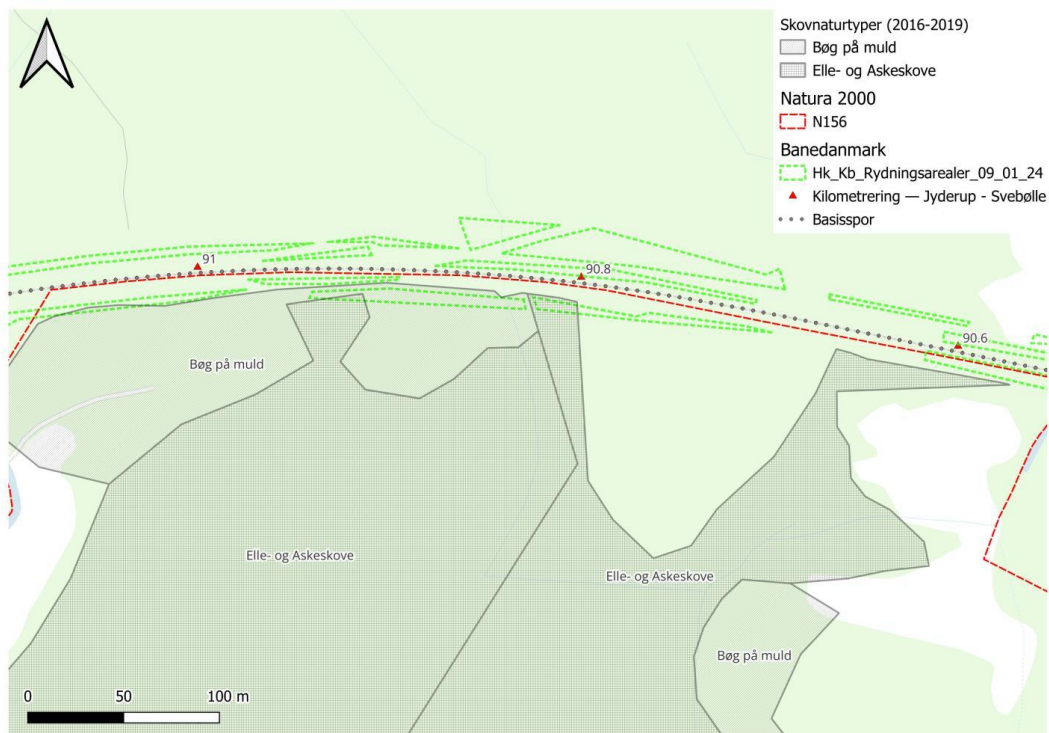 Skovnaturtyper (2016-2019)
Bøg på muld
Elle- og Askeskove
Natura 2000
N156
Banedanmark
Hk_Kb_Rydningsarealer_09_01_24
Kilometrering — Jyderup - Svebølle
Basisspor
91
90.8
90.6
Bøg på muld
Elle- og Askeskove
Elle- og Askeskove
Bøg på muld
0 50 100 m